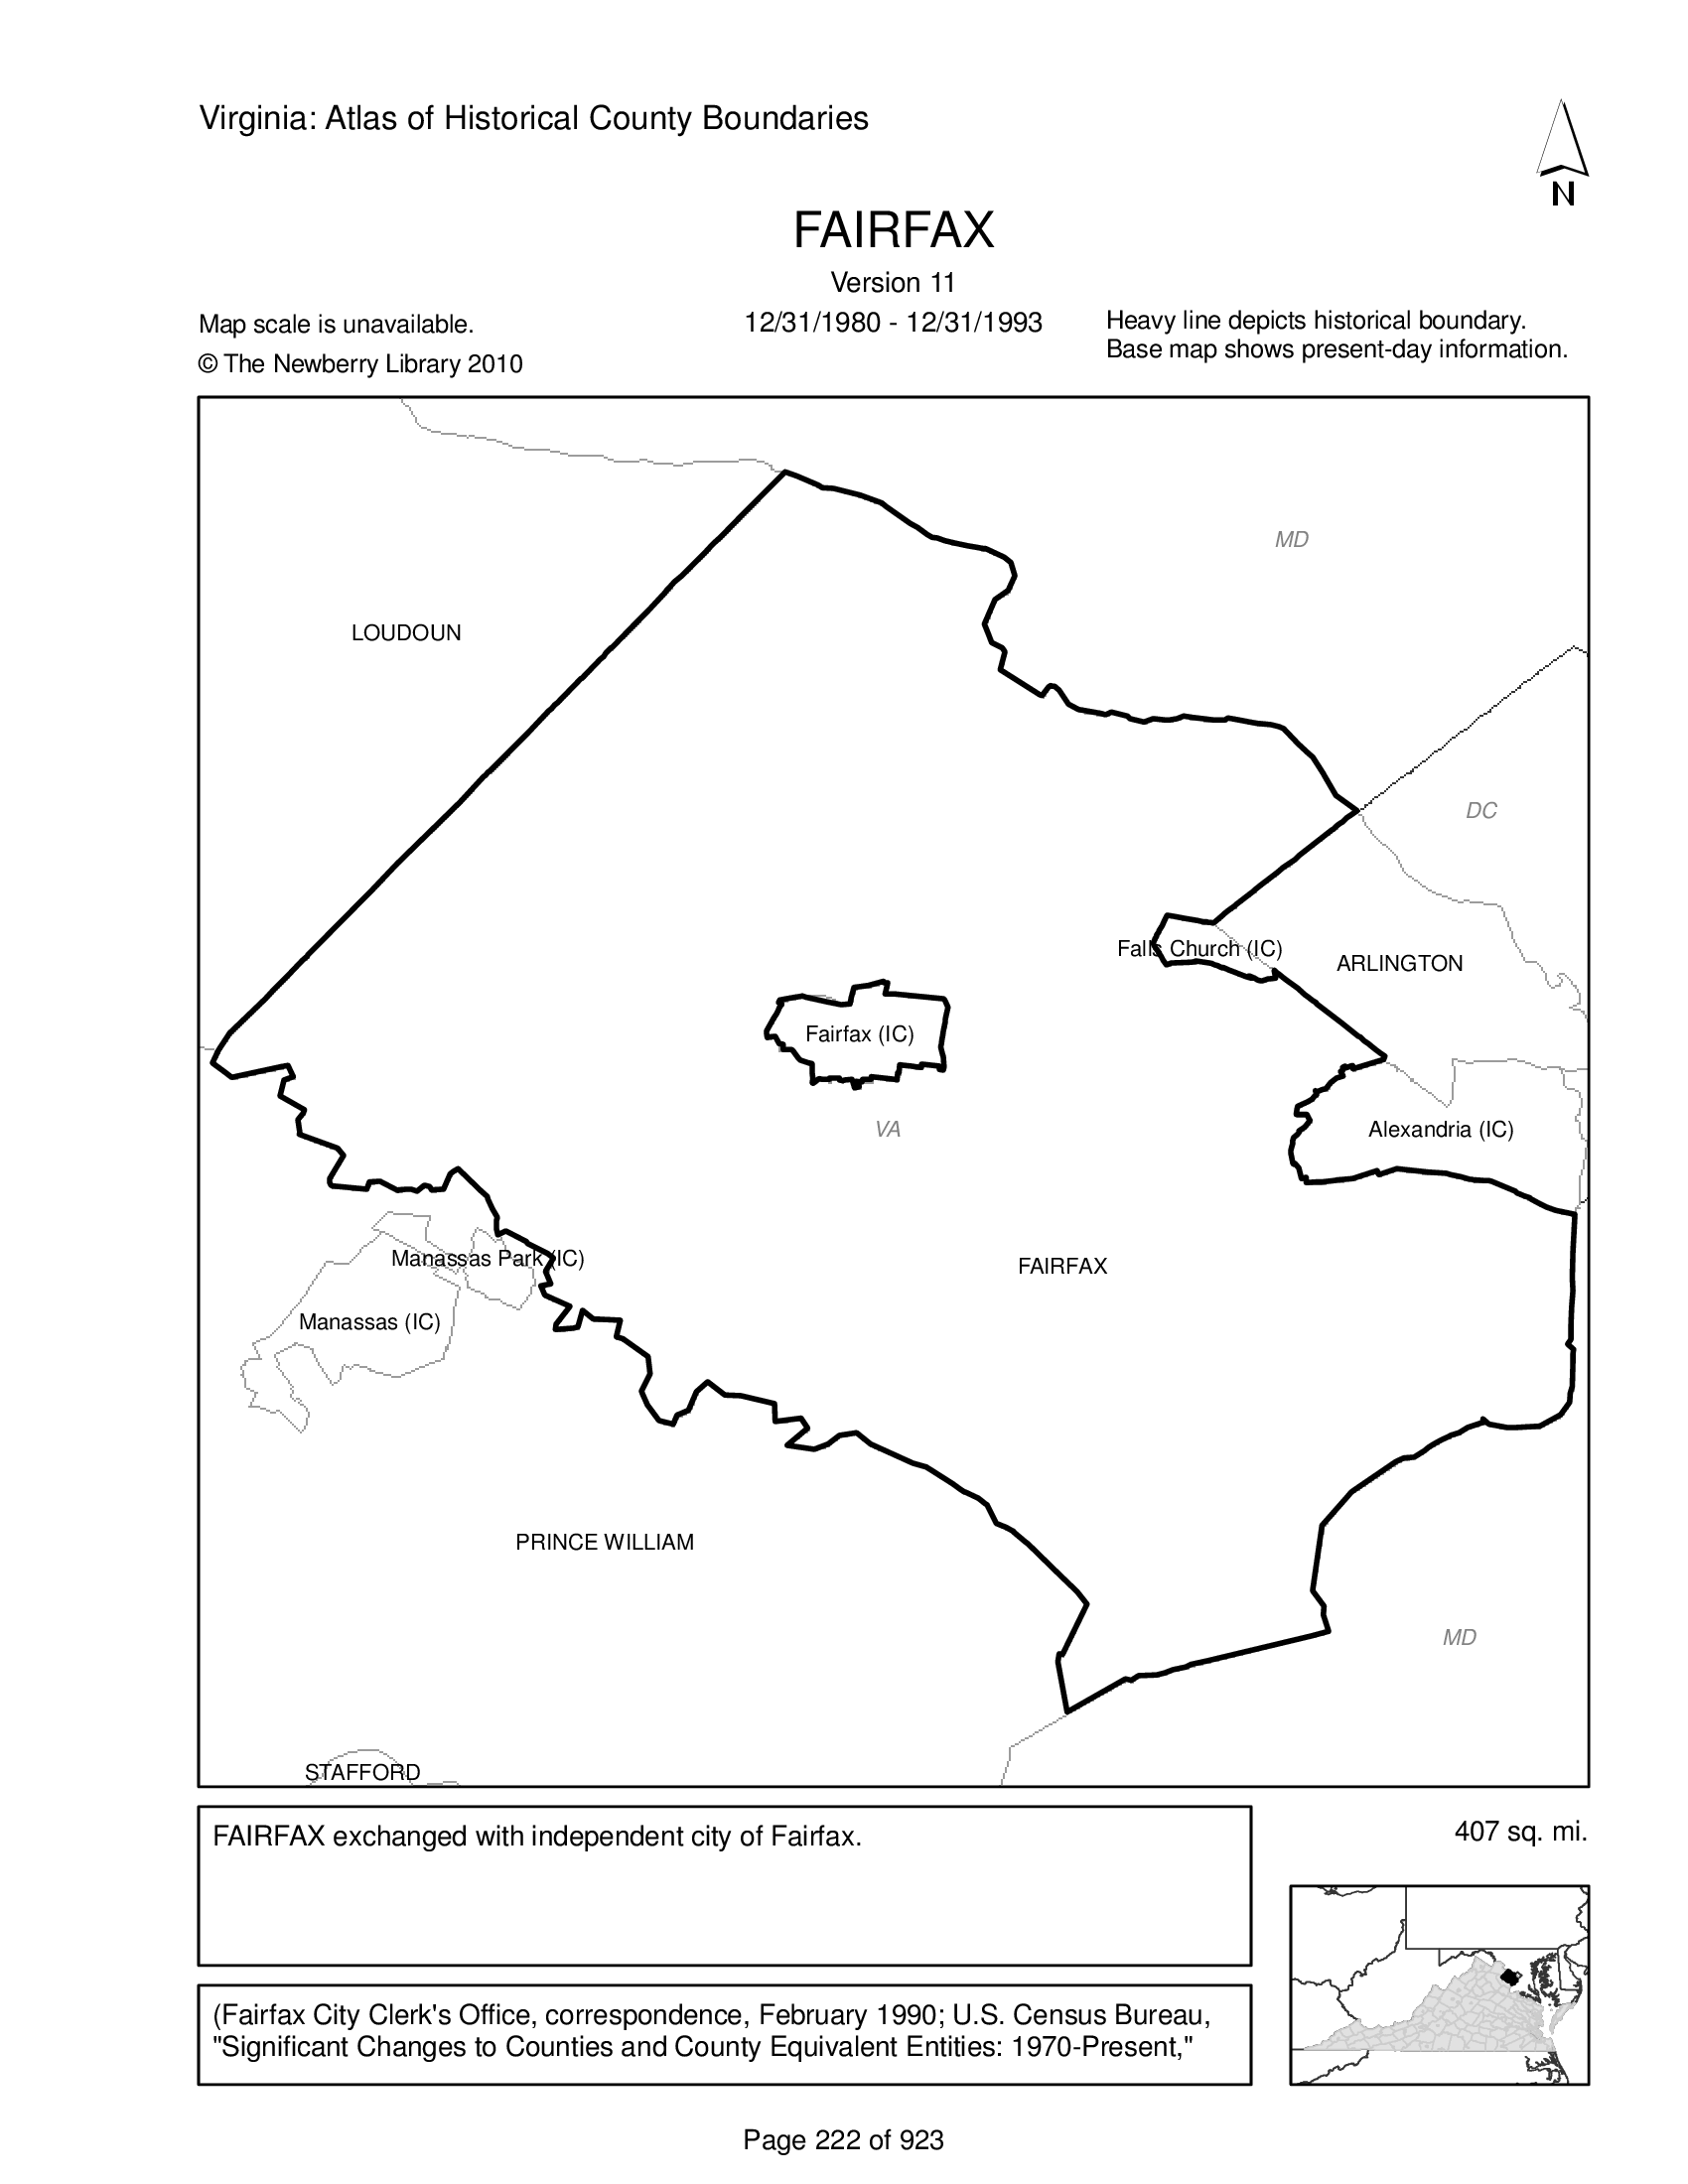 Virginia: Atlas of Historical County Boundaries
N
FAIRFAX
Version 11
12/31/1980 - 12/31/1993
Map scale is unavailable.
© The Newberry Library 2010
Heavy line depicts historical boundary.
Base map shows present-day information.
MD
LOUDOUN
DC
Falls Church (IC)
ARLINGTON
Fairfax (IC)
VA
Alexandria (IC)
Manassas Park (IC)
FAIRFAX
Manassas (IC)
PRINCE WILLIAM
MD
STAFFORD
FAIRFAX exchanged with independent city of Fairfax.
407 sq. mi.
(Fairfax City Clerk's Office, correspondence, February 1990; U.S. Census Bureau,
"Significant Changes to Counties and County Equivalent Entities: 1970-Present,"
Page 222 of 923